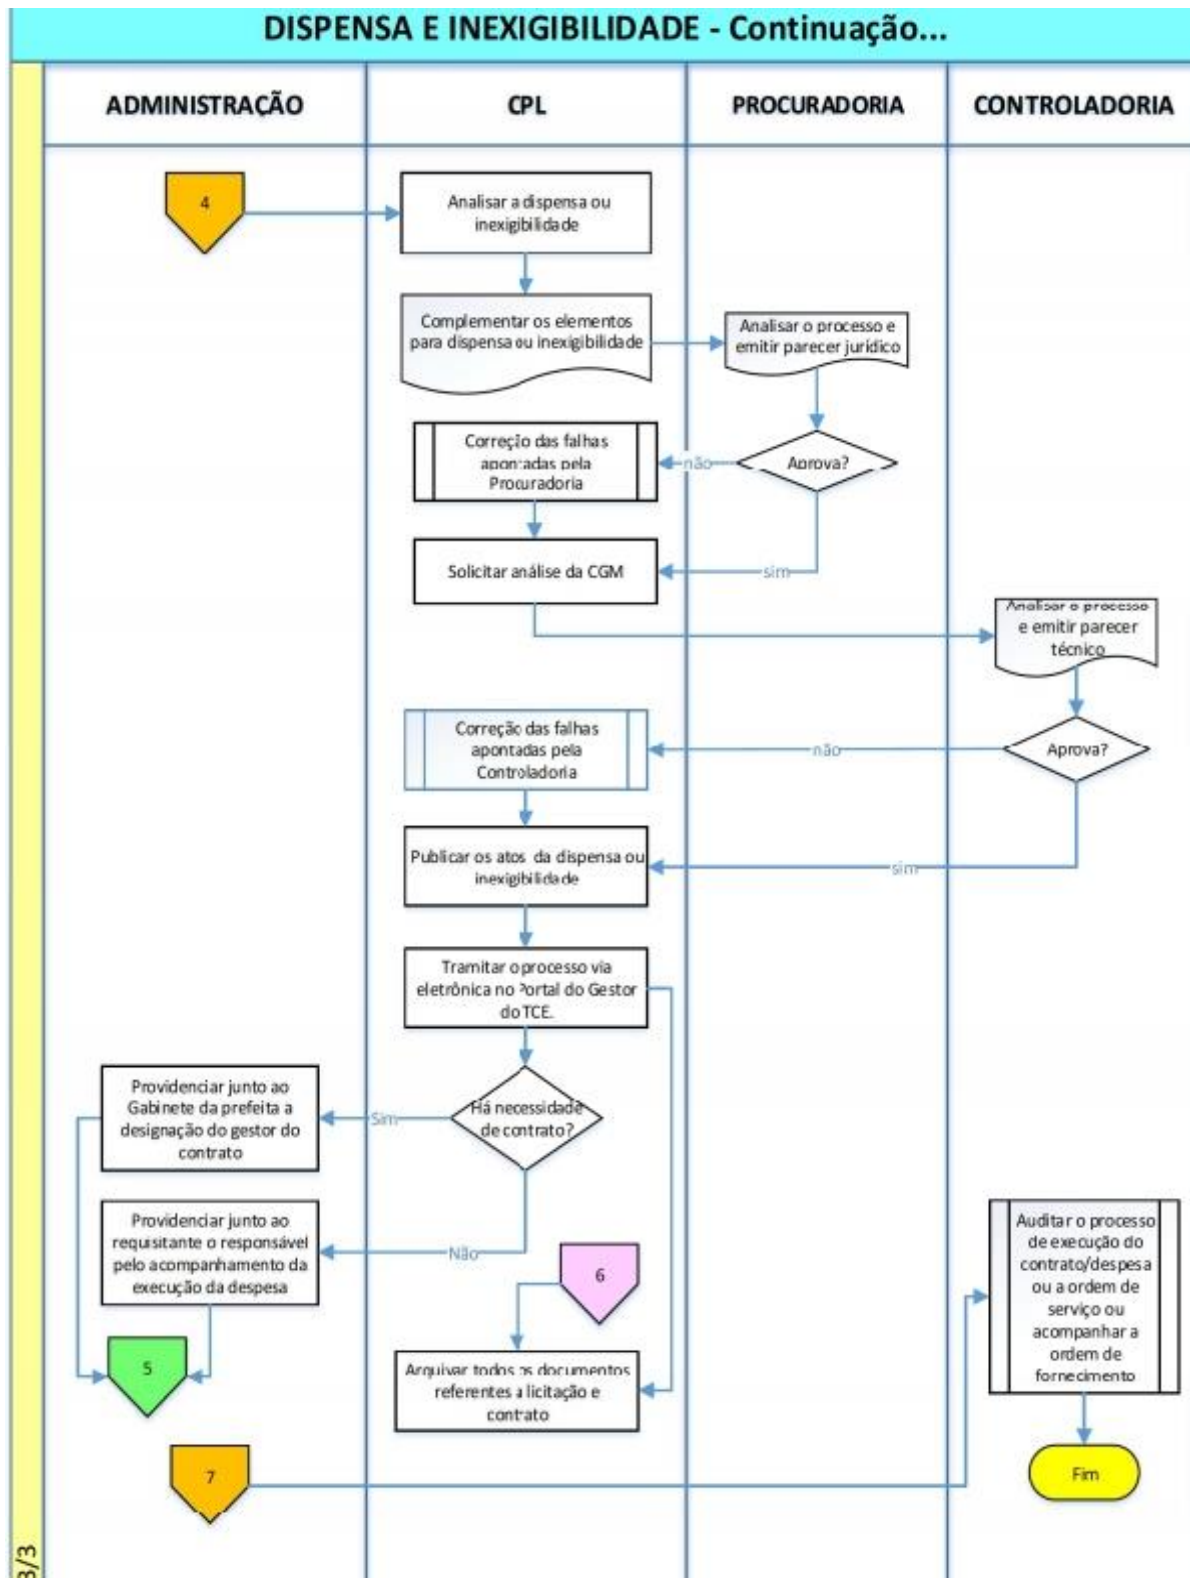 DISPENSA E INEXIGIBILIDADE - Continuação...
ADMINISTRAÇÃO
CPL
PROCURADORIA
CONTROLADORIA
4
Analisar a dispensa ou
inexigibilidade
Complementar os elementos
para dispensa ou inexigibilidade
Analisar o processo e
emitir parecer jurídico
Correção das falhas
apontadas pela
Procuradoria
não
Aprova?
Solicitar análise da CGM
sim
Analisar o processo
e emitir parecer
técnico
Correção das falhas
apontadas pela
Controladoria
não
Aprova?
Publicar os atos da dispensa ou
inexigibilidade
sim
Tramitar o processo via
eletrônica no Portal do Gestor
do TCE.
Providenciar junto ao
Gabinete da prefeita a
designação do gestor do
contrato
Sim
Há necessidade
de contrato?
Providenciar junto ao
requisitante o responsável
pelo acompanhamento da
execução da despesa
Não
6
Auditar o processo
de execução do
contrato/despesa
ou a ordem de
serviço ou
acompanhar a
ordem de
fornecimento
5
Arquivar todos os documentos
referentes a licitação e
contrato
7
Fim
3/3